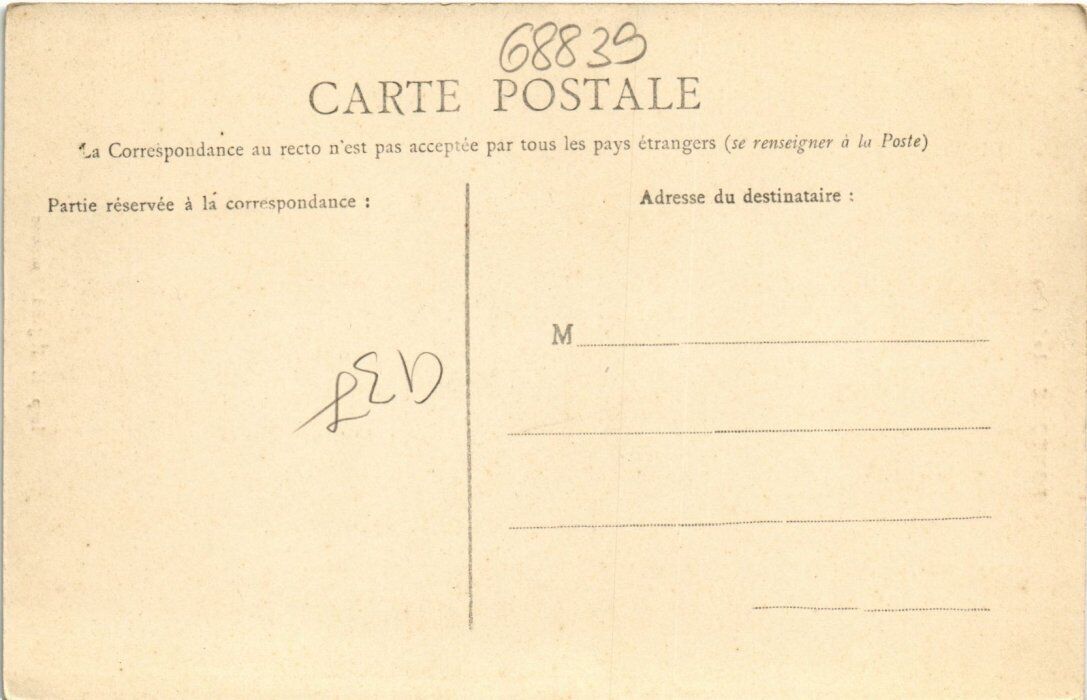 68839
CARTE POSTALE
La Correspondance au recto n'est pas acceptée par tous les pays étrangers (se renseigner à la Poste)
Partie réservée à la correspondance :
Adresse du destinataire :
M